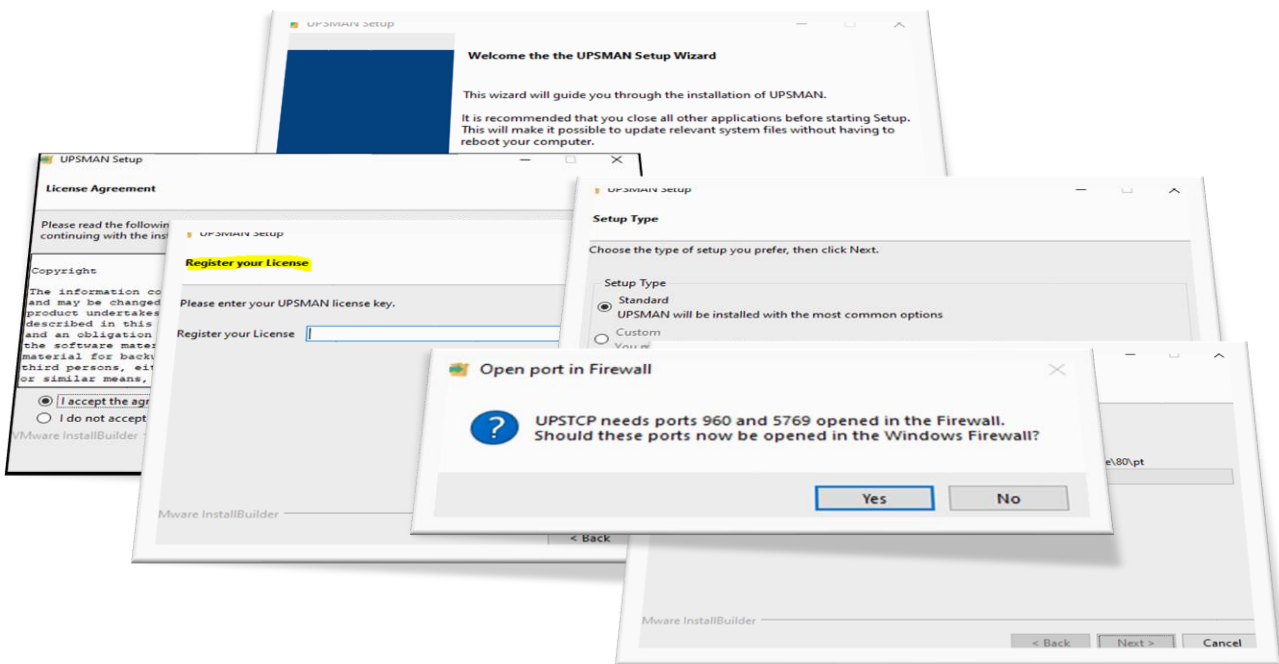 UPSMAN Setup
Welcome the the UPSMAN Setup Wizard
This wizard will guide you through the installation of UPSMAN.
It is recommended that you close all other applications before starting Setup.
This will make it possible to update relevant system files without having to
reboot your computer.
UPSMAN Setup
License Agreement
Please read the followin
continuing with the ins
Copyright
The information co
and may be changed
product undertakes
described in this
and an obligation
the software mater
material for backu
third persons, eit
or similar means,
I accept the agr
I do not accept
VMware InstallBuilder
UPSMAN Setup
Register your License
Please enter your UPSMAN license key.
Register your License
Mware InstallBuilder
< Back
UPSMAN Setup
Setup Type
Choose the type of setup you prefer, then click Next.
Setup Type
Standard
UPSMAN will be installed with the most common options
Custom
Open port in Firewall
UPSTCP needs ports 960 and 5769 opened in the Firewall.
Should these ports now be opened in the Windows Firewall?
Yes
No
e\80\pt
Mware InstallBuilder
< Back
Next >
Cancel